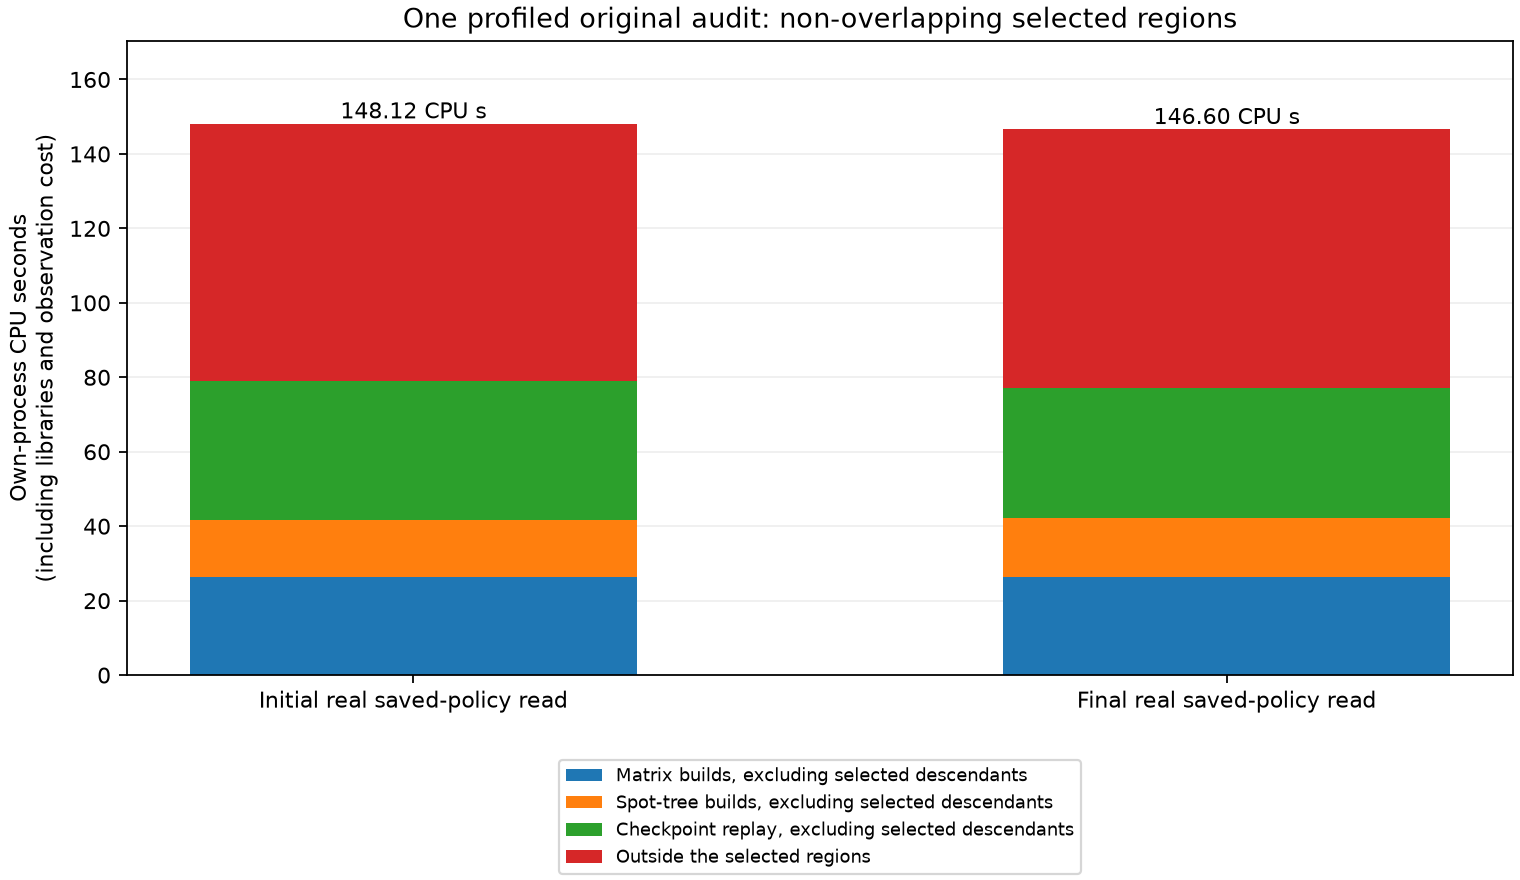 One profiled original audit: non-overlapping selected regions
Own-process CPU seconds
(including libraries and observation cost)
160
140
120
100
80
60
40
20
0
148.12 CPU s
146.60 CPU s
Initial real saved-policy read
Final real saved-policy read
Matrix builds, excluding selected descendants
Spot-tree builds, excluding selected descendants
Checkpoint replay, excluding selected descendants
Outside the selected regions